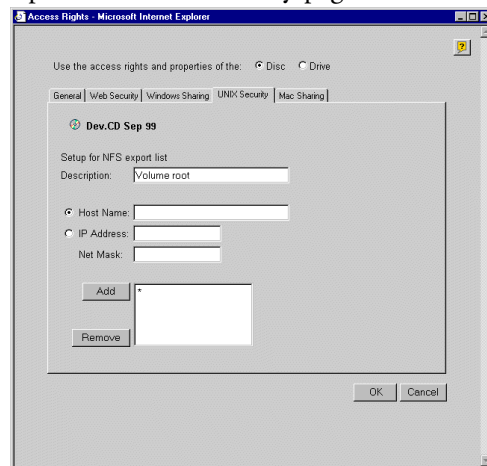 Access Rights - Microsoft Internet Explorer
Use the access rights and properties of the: Disc Drive
General Web Security Windows Sharing UNIX Security Mac Sharing
Dev.CD Sep 99
Setup for NFS export list
Description: Volume root
Host Name:
IP Address:
Net Mask:
Add *
Remove
OK Cancel